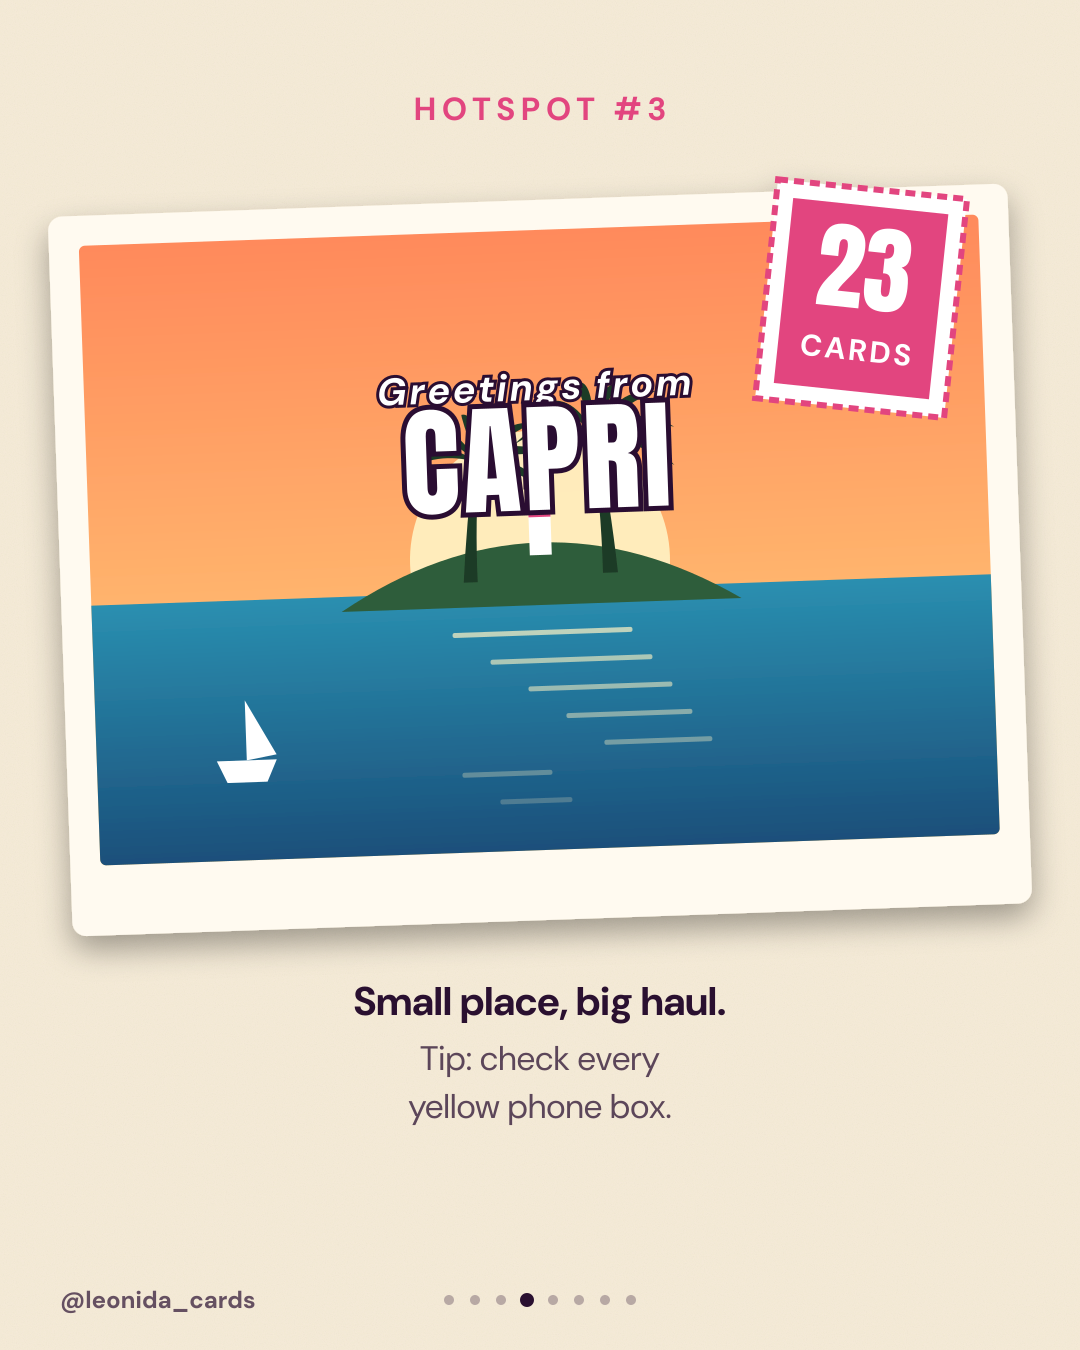 HOTSPOT #3
23
CARDS
Greetings from
CAPRI
Small place, big haul.
Tip: check every
yellow phone box.
@leonida_cards